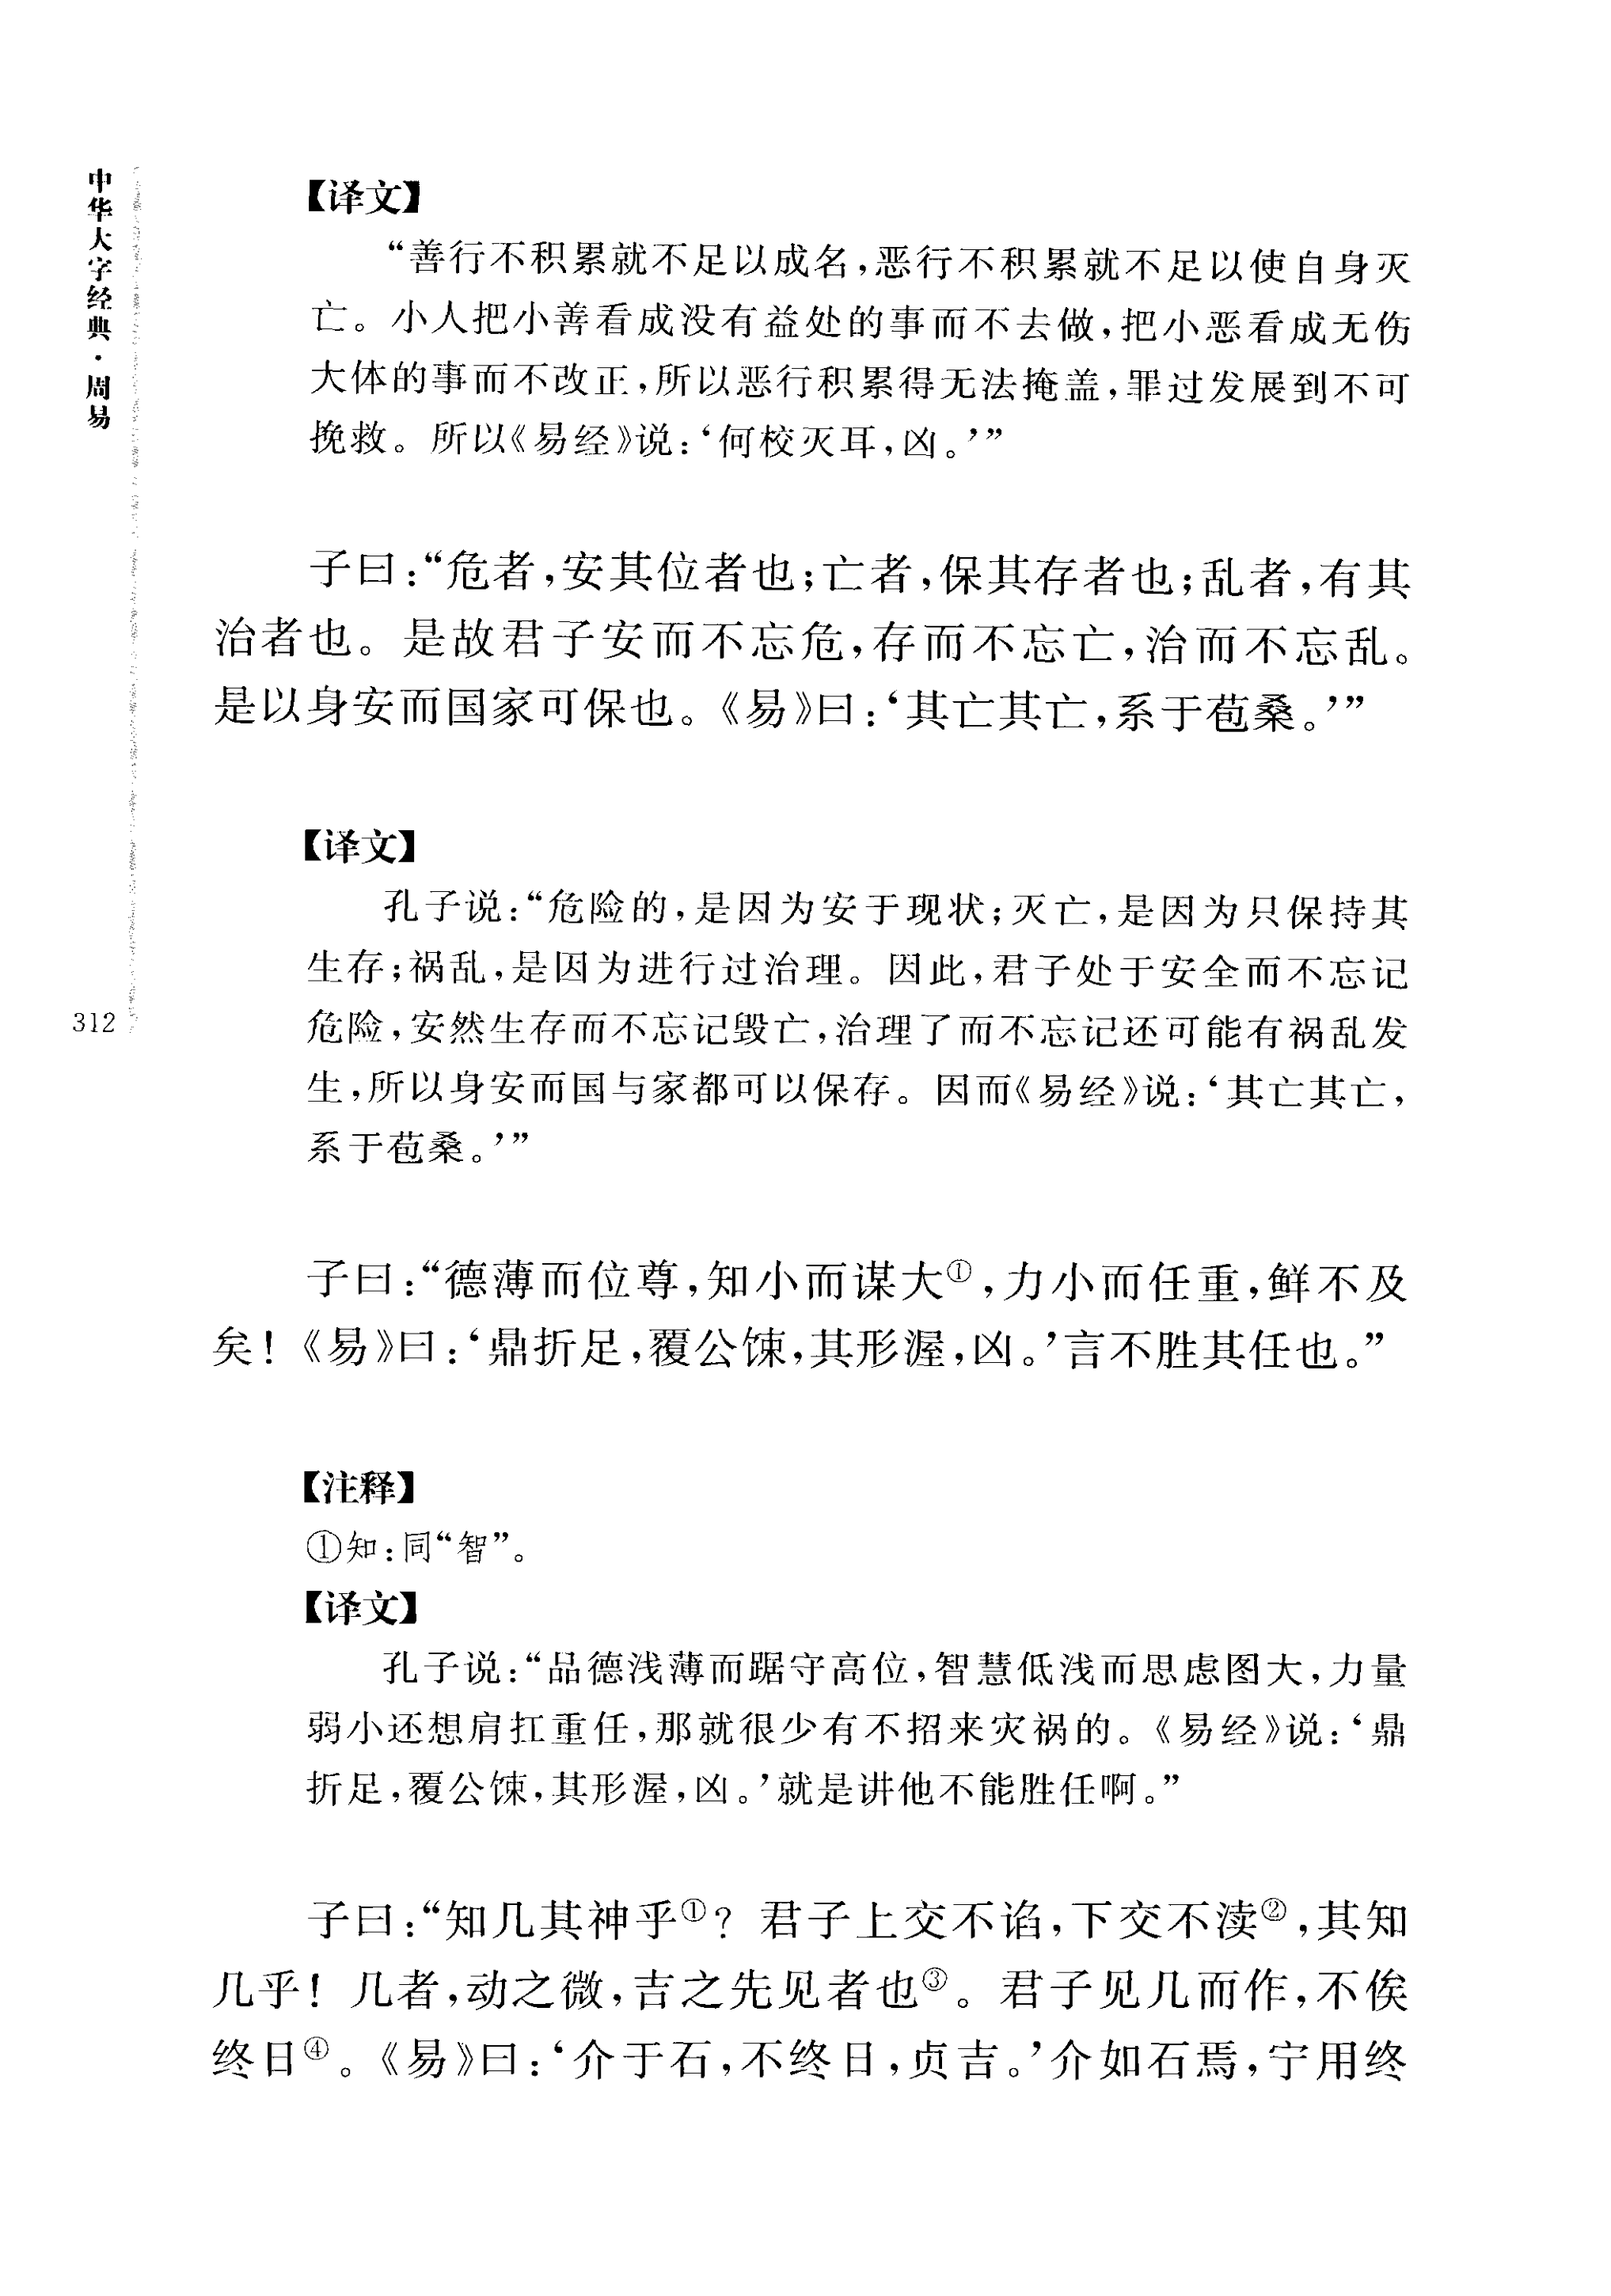 中华大字经典·周易
【译文】
“善行不积累就不足以成名,恶行不积累就不足以使自身灭
亡。小人把小善看成没有益处的事而不去做,把小恶看成无伤
大体的事而不改正,所以恶行积累得无法掩盖,罪过发展到不可
挽救。所以《易经》说:‘何校灭耳,凶。’”
子曰:“危者,安其位者也;亡者,保其存者也;乱者,有其
治者也。是故君子安而不忘危,存而不忘亡,治而不忘乱。
是以身安而国家可保也。《易》曰:‘其亡其亡,系于苞桑。’”
【译文】
孔子说:“危险的,是因为安于现状;灭亡,是因为只保持其
生存;祸乱,是因为进行过治理。因此,君子处于安全而不忘记
危险,安然生存而不忘记毁亡,治理了而不忘记还可能有祸乱发
生,所以身安而国与家都可以保存。因而《易经》说:‘其亡其亡,
系于苞桑。’”
312
子曰:“德薄而位尊,知小而谋大①,力小而任重,鲜不及
矣!《易》曰:‘鼎折足,覆公𫗧,其形渥,凶。’言不胜其任也。”
【注释】
①知:同“智”。
【译文】
孔子说:“品德浅薄而踞守高位,智慧低浅而思虑图大,力量
弱小还想肩扛重任,那就很少有不招来灾祸的。《易经》说:‘鼎
折足,覆公𫗧,其形渥,凶。’就是讲他不能胜任啊。”
子曰:“知几其神乎①?君子上交不谄,下交不渎②,其知
几乎!几者,动之微,吉之先见者也③。君子见几而作,不俟
终日④。《易》曰:‘介于石,不终日,贞吉。’介如石焉,宁用终